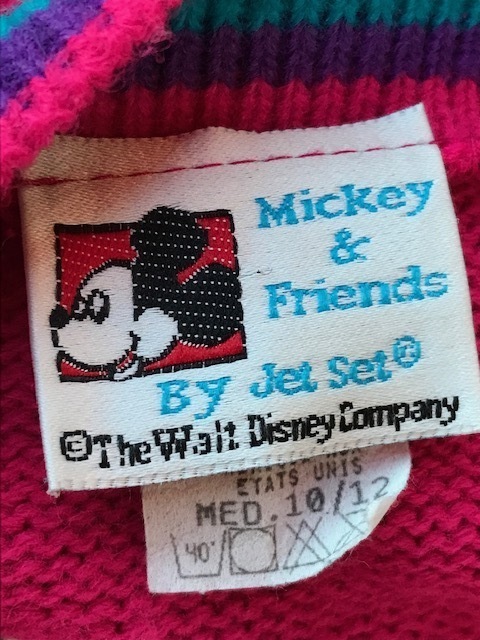 Mickey
&
Friends
By Jet Set®
©The Walt Disney Company
ETATS UNIS
MED. 10/12
40°